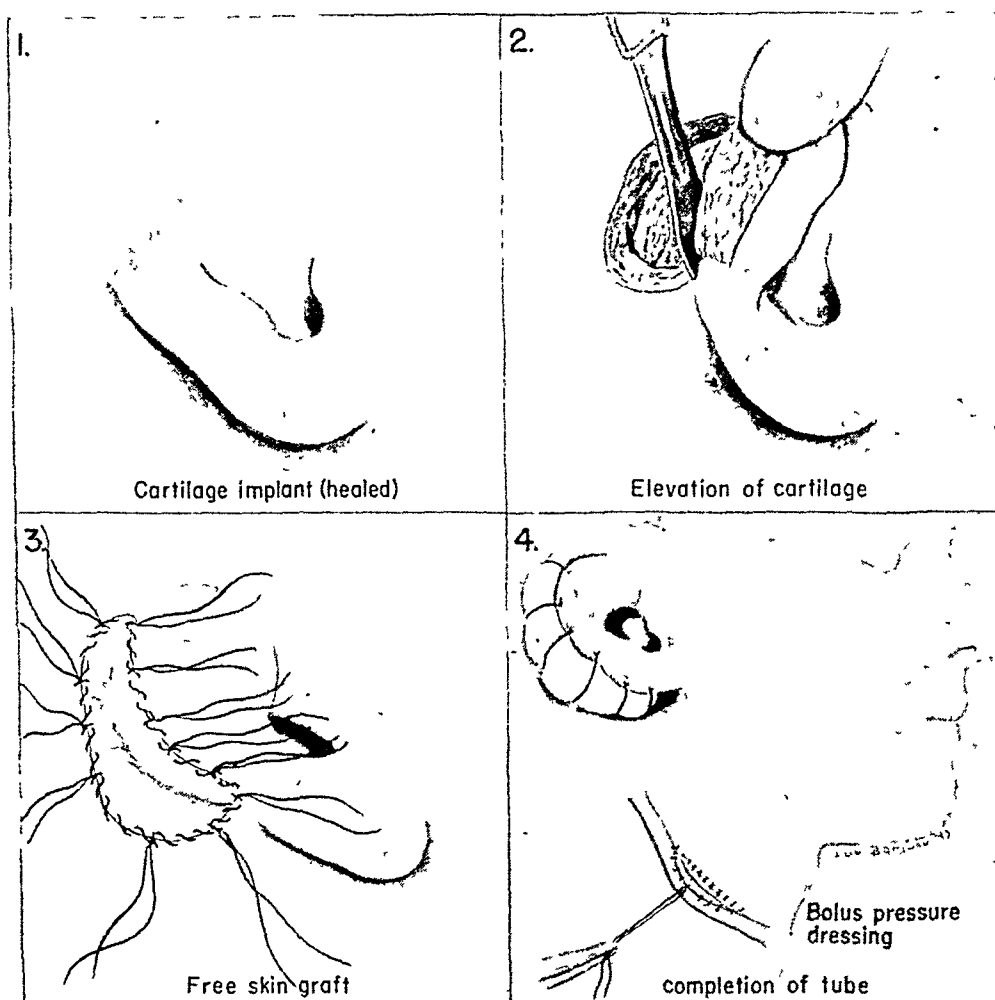 1.
2.
Cartilage implant (healed)
Elevation of cartilage
3.
4.
Bolus pressure
dressing
Free skin graft
completion of tube